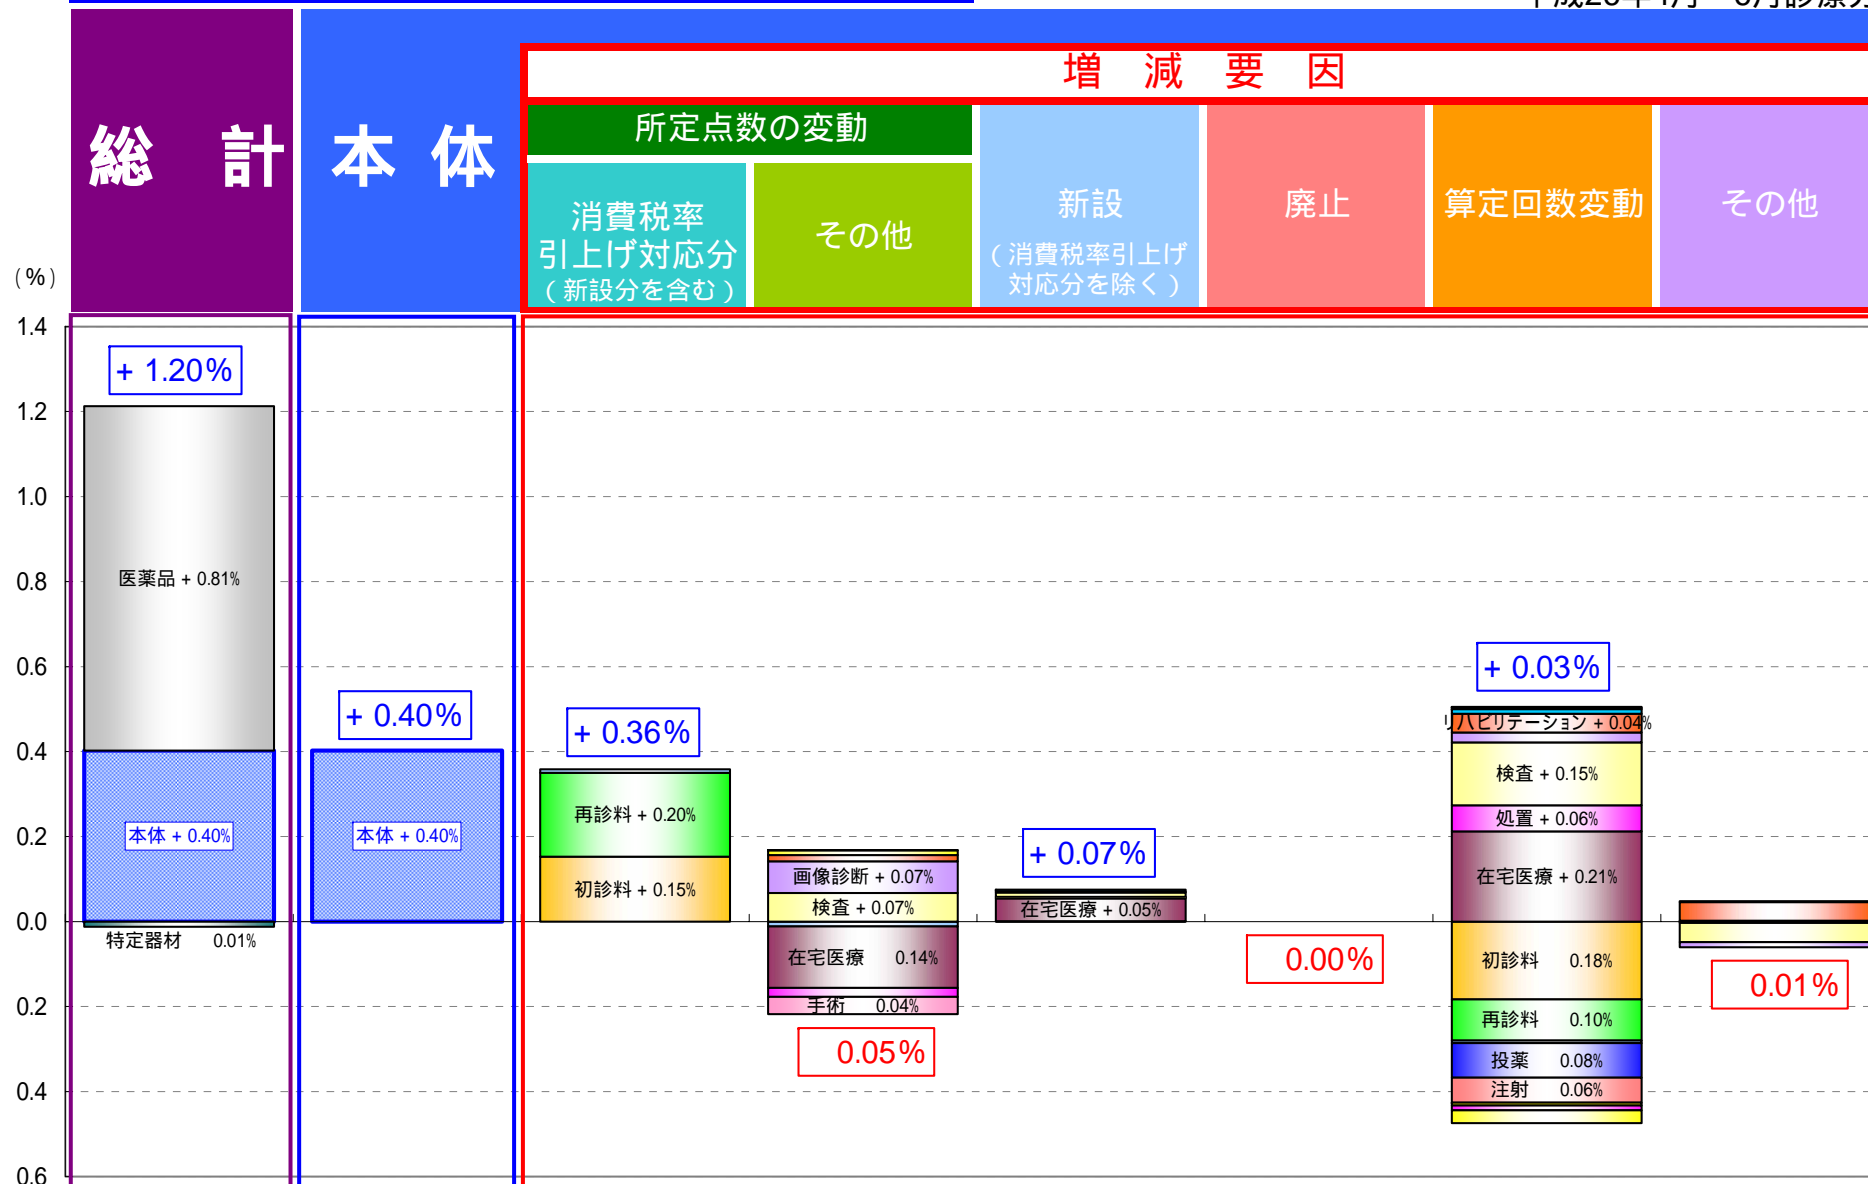 総 計
本 体
増 減 要 因
所定点数の変動
消費税率
引上げ対応分
（新設分を含む）
その他
新設
（消費税率引上げ
対応分を除く）
廃止
算定回数変動
その他
(%)
1.4
1.2
1.0
0.8
0.6
0.4
0.2
0.0
0.2
0.4
0.6
+ 1.20%
医薬品 + 0.81%
本体 + 0.40%
特定器材 0.01%
+ 0.40%
本体 + 0.40%
+ 0.36%
再診料 + 0.20%
初診料 + 0.15%
画像診断 + 0.07%
検査 + 0.07%
在宅医療 0.14%
手術 0.04%
0.05%
+ 0.07%
在宅医療 + 0.05%
0.00%
+ 0.03%
リハビリテーション + 0.04%
検査 + 0.15%
処置 + 0.06%
在宅医療 + 0.21%
初診料 0.18%
再診料 0.10%
投薬 0.08%
注射 0.06%
0.01%